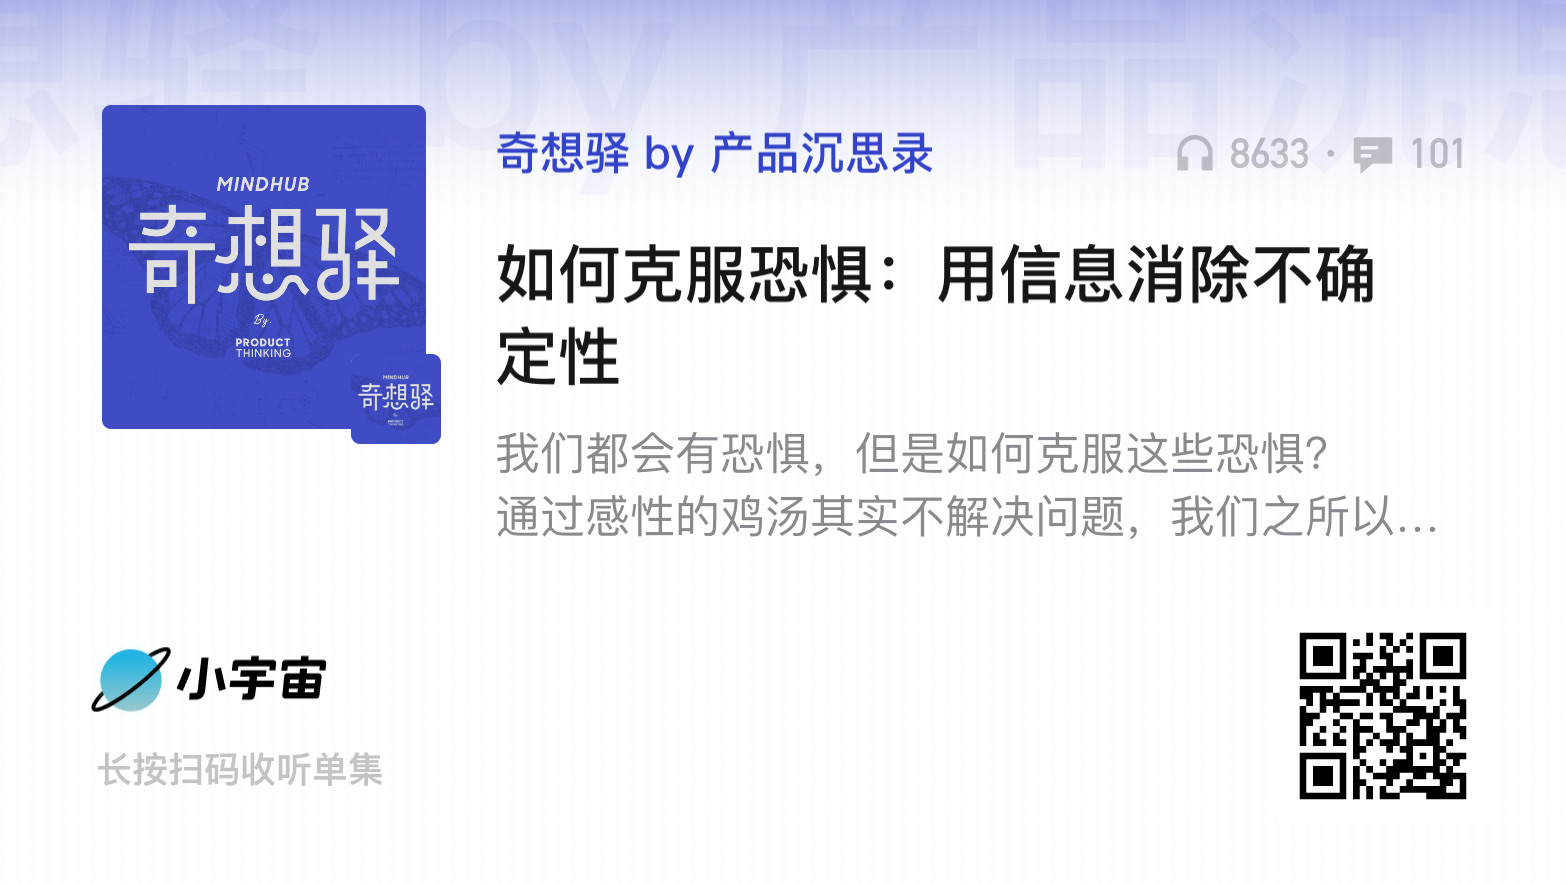 想驿 by 产品沉思
MINDHUB
奇想驿
By.
PRODUCT
THINKING
MINDHUB
奇想驿
奇想驿 by 产品沉思录
8633 · 101
如何克服恐惧：用信息消除不确
定性
我们都会有恐惧，但是如何克服这些恐惧？
通过感性的鸡汤其实不解决问题，我们之所以...
小宇宙
长按扫码收听单集